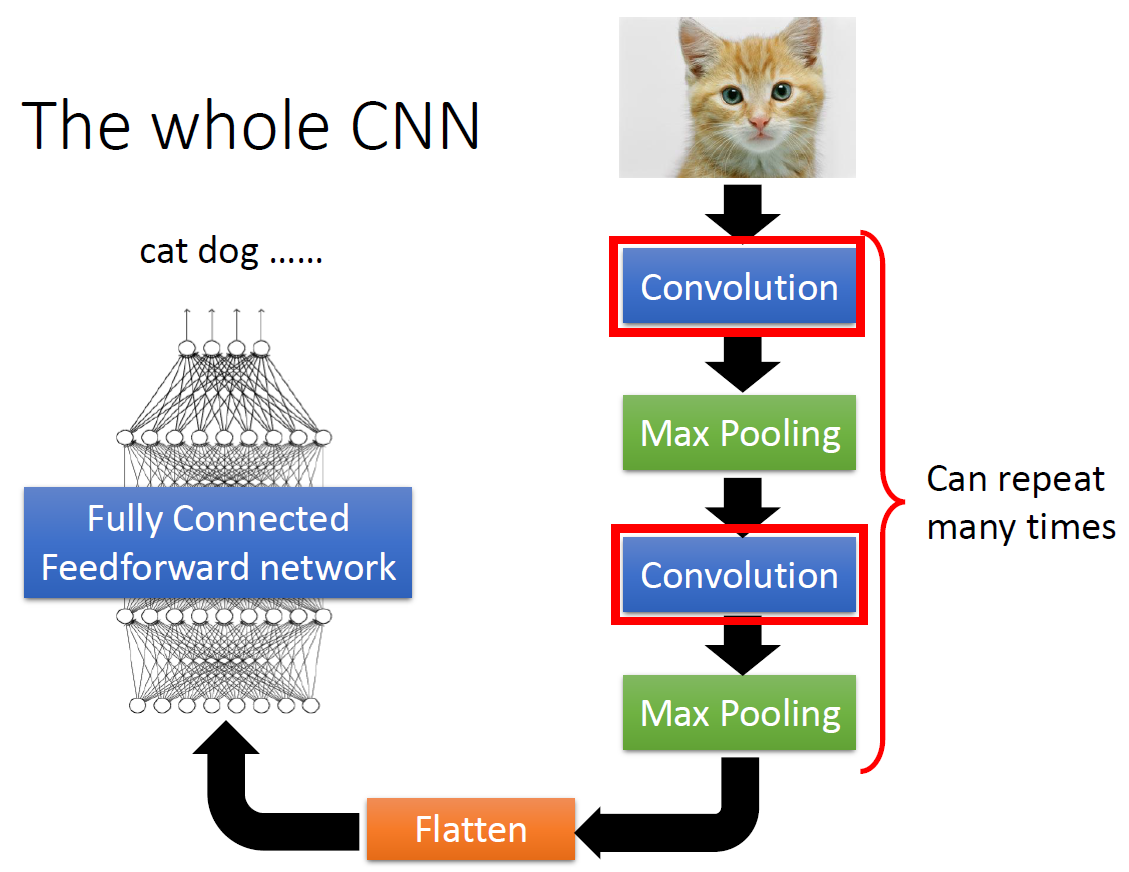 The whole CNN
cat dog ......
Convolution
Max Pooling
Convolution
Max Pooling
Can repeat
many times
Flatten
Fully Connected
Feedforward network